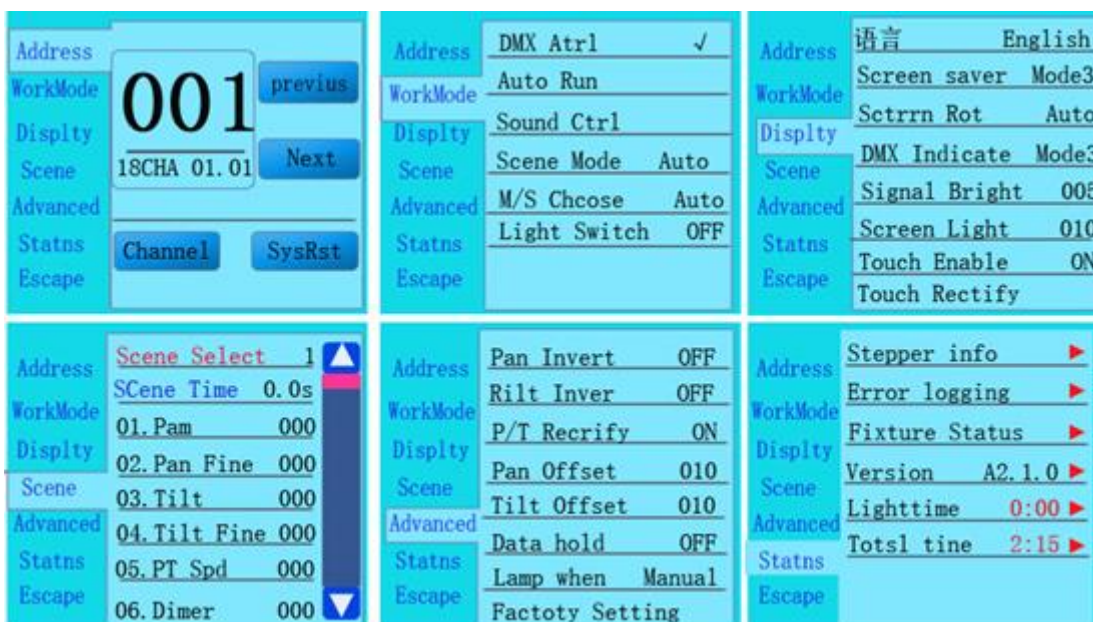 Address
WorkMode
Displty
Scene
Advanced
Statns
Escape
001
18CHA 01.01
previus
Next
Channel
SysRst
Address
WorkMode
Displty
Scene
Advanced
Statns
Escape
DMX Atrl √
Auto Run
Sound Ctrl
Scene Mode Auto
M/S Chcose Auto
Light Switch OFF
Address
WorkMode
Displty
Scene
Advanced
Statns
Escape
语言 English
Screen saver Mode3
Sctrrn Rot Auto
DMX Indicate Mode3
Signal Bright 005
Screen Light 010
Touch Enable ON
Touch Rectify
Address
WorkMode
Displty
Scene
Advanced
Statns
Escape
Scene Select 1
SCene Time 0.0s
01.Pam 000
02.Pan Fine 000
03.Tilt 000
04.Tilt Fine 000
05.PT Spd 000
06.Dimer 000
Address
WorkMode
Displty
Scene
Advanced
Statns
Escape
Pan Invert OFF
Rilt Inver OFF
P/T Recrify ON
Pan Offset 010
Tilt Offset 010
Data hold OFF
Lamp when Manual
Factoty Setting
Address
WorkMode
Displty
Scene
Advanced
Statns
Escape
Stepper info
Error logging
Fixture Status
Version A2.1.0
Lighttime 0:00
Totsl tine 2:15